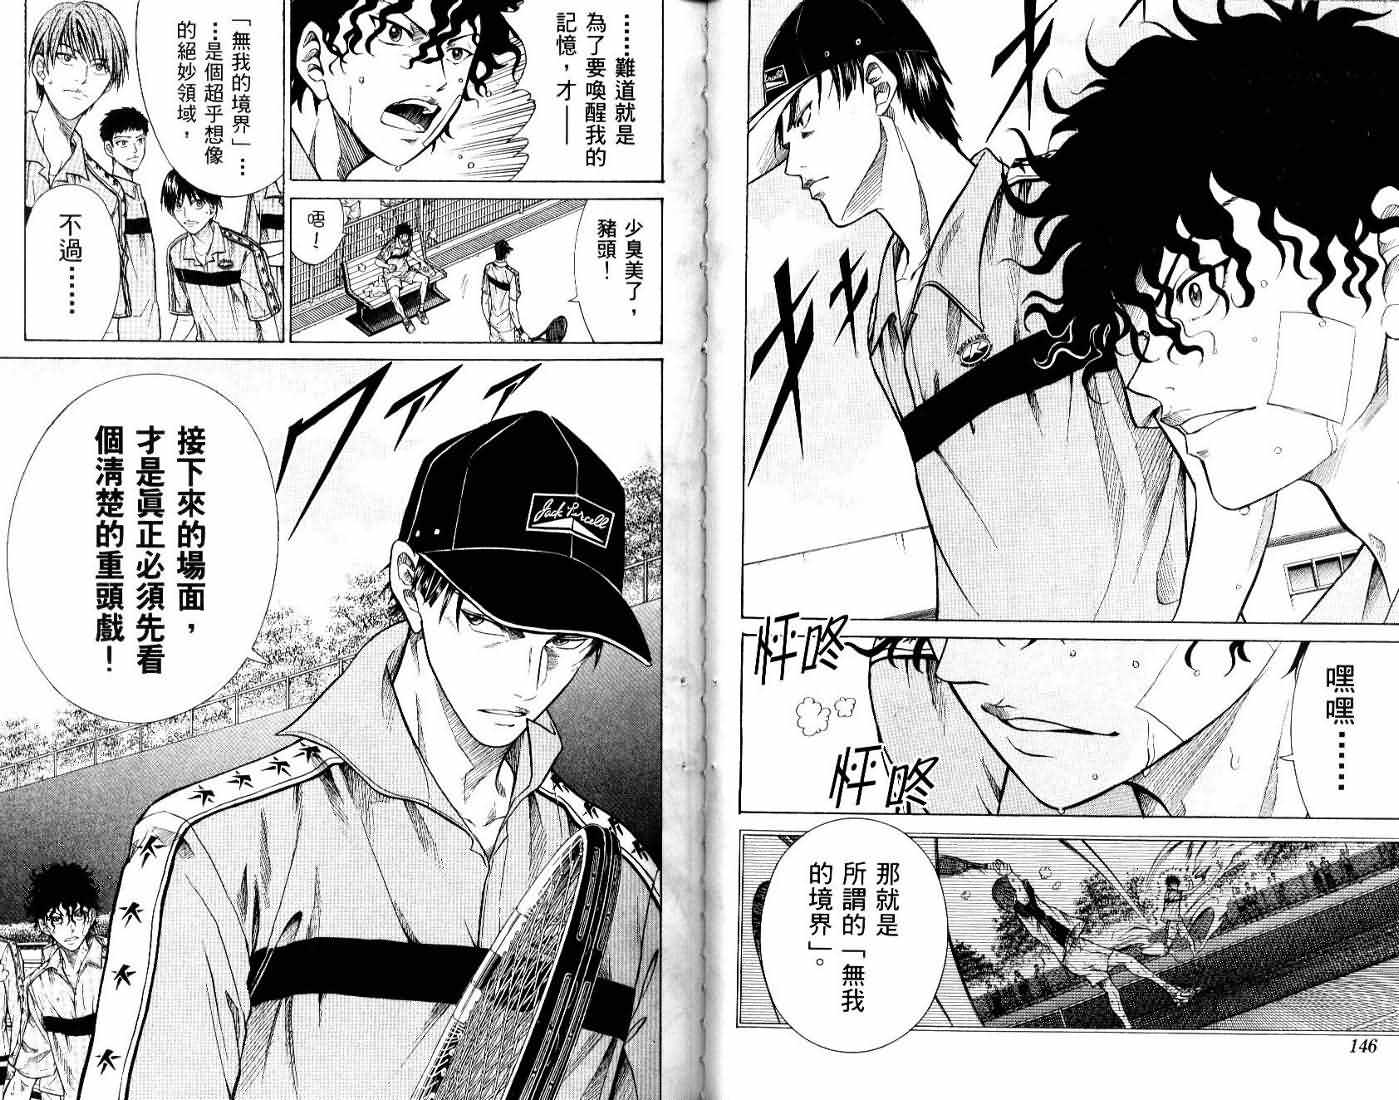 嘿嘿……
怦咚
怦咚
那就是
所謂的「無我
的境界」。
146
……難道就是
為了要喚醒我的
記憶，才——
少臭美了，
豬頭！
唔！
「無我的境界」…
…是個超乎想像
的絕妙領域，
不過……
接下來的場面，
才是真正必須先看
個清楚的重頭戲！
Jack Purcell